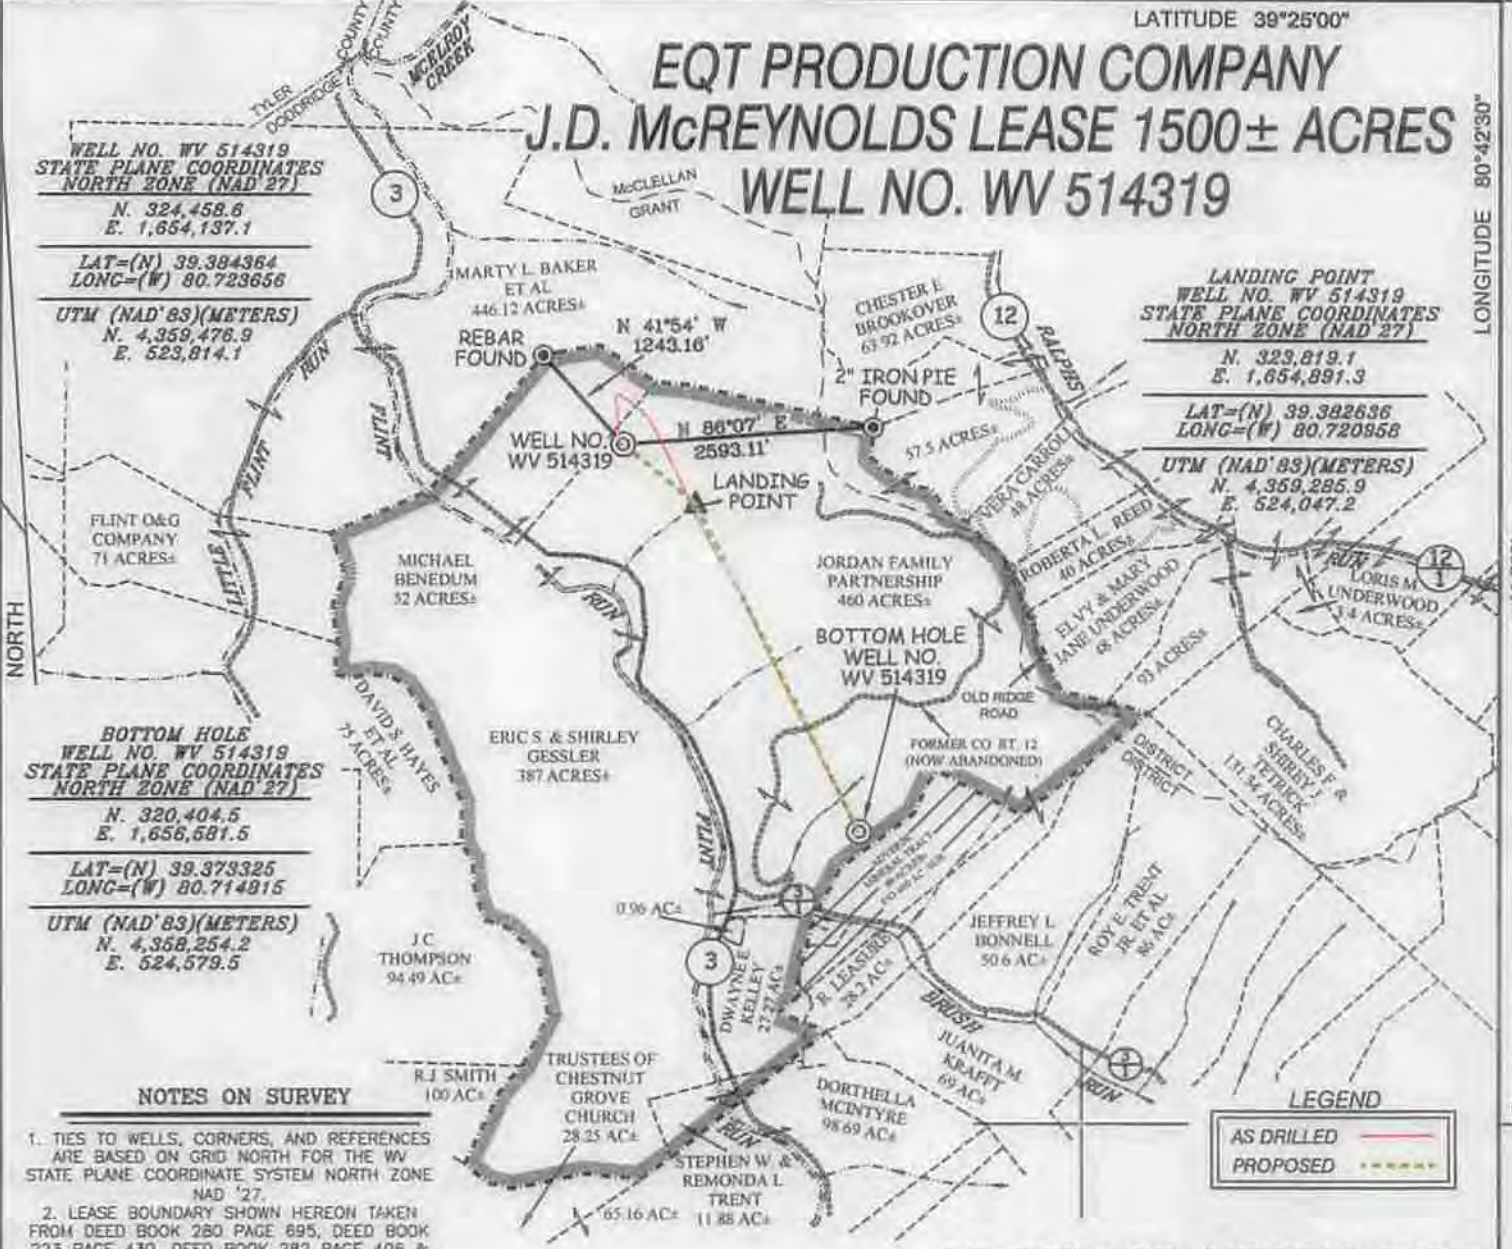 LATITUDE 39°25'00"
EQT PRODUCTION COMPANY
J.D. McREYNOLDS LEASE 1500± ACRES
WELL NO. WV 514319
LONGITUDE 80°42'30"
TYLER COUNTY
DODDRIDGE COUNTY
McELROY
CREEK
WELL NO. WV 514319
STATE PLANE COORDINATES
NORTH ZONE (NAD'27)
N. 324,458.6
E. 1,654,137.1
LAT=(N) 39.384364
LONG=(W) 80.723656
UTM (NAD'83)(METERS)
N. 4,359,476.9
E. 523,814.1
3
McCLELLAN
GRANT
MARTY L. BAKER
ET AL
446.12 ACRES±
CHESTER E
BROOKOVER
63.92 ACRES±
12
RALPHS
LANDING POINT
WELL NO. WV 514319
STATE PLANE COORDINATES
NORTH ZONE (NAD'27)
N. 323,819.1
E. 1,654,891.3
LAT=(N) 39.382636
LONG=(W) 80.720958
UTM (NAD'83)(METERS)
N. 4,359,285.9
E. 524,047.2
REBAR
FOUND
N 41°54' W
1243.16'
2" IRON PIE
FOUND
N 86°07' E
2593.11'
WELL NO.
WV 514319
LANDING
POINT
57.5 ACRES±
VERA CARROLL
48 ACRES±
ROBERTA L. REED
40 ACRES±
ELVY & MARY
JANE UNDERWOOD
68 ACRES±
93 ACRES±
RUN
12
1
LORIS M
UNDERWOOD
3.4 ACRES±
LITTLE FLINT RUN
FLINT
RUN
FLINT O&G
COMPANY
71 ACRES±
NORTH
MICHAEL
BENEDUM
52 ACRES±
JORDAN FAMILY
PARTNERSHIP
460 ACRES±
BOTTOM HOLE
WELL NO.
WV 514319
OLD RIDGE
ROAD
FORMER CO RT. 12
(NOW ABANDONED)
DISTRICT
DISTRICT
CHARLES F. &
SHIRLEY J
TETRICK
131.34 ACRES±
DAVID S. HAYES
ET AL
75 ACRES±
ERIC S. & SHIRLEY
GESSLER
387 ACRES±
BOTTOM HOLE
WELL NO. WV 514319
STATE PLANE COORDINATES
NORTH ZONE (NAD'27)
N. 320,404.5
E. 1,656,581.5
LAT=(N) 39.373325
LONG=(W) 80.714815
UTM (NAD'83)(METERS)
N. 4,358,254.2
E. 524,579.5
FLINT
0.96 AC±
3
J.C.
THOMPSON
94.49 AC±
DWAYNE E
KELLEY
27.27 AC±
R. LEASEBURG
28.2 AC±
JEFFREY L
BONNELL
50.6 AC±
ROY E. TRENT
JR. ET AL
86 AC±
BRUSH
RUN
JUANITA M.
KRAFFT
69 AC±
R.J. SMITH
100 AC±
TRUSTEES OF
CHESTNUT
GROVE
CHURCH
28.25 AC±
DORTHELLA
MCINTYRE
98.69 AC±
RUN
STEPHEN W. &
REMONDA L
TRENT
11.88 AC±
65.16 AC±
LEGEND
AS DRILLED
PROPOSED
NOTES ON SURVEY
1. TIES TO WELLS, CORNERS, AND REFERENCES
ARE BASED ON GRID NORTH FOR THE WV
STATE PLANE COORDINATE SYSTEM NORTH ZONE
NAD '27.
2. LEASE BOUNDARY SHOWN HEREON TAKEN
FROM DEED BOOK 280 PAGE 695, DEED BOOK